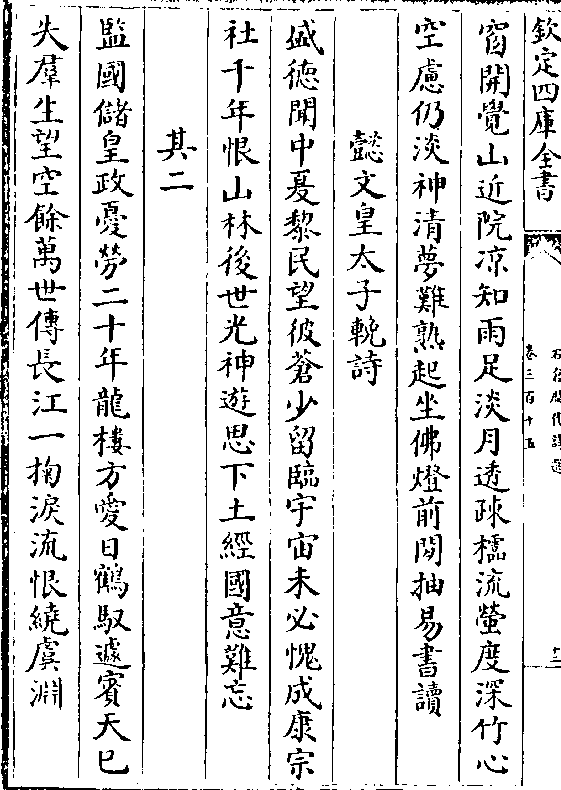 欽定四庫全書
石倉歴代詩選
卷三百十五
十二
窗開覺山近院凉知雨足淡月透疎櫺流螢度深竹心
空慮仍淡神清夢難熟起坐佛燈前閱抽易書讀
懿文皇太子輓詩
盛徳聞中夏黎民望彼蒼少留臨宇宙未必愧成康宗
社千年恨山林後世光神遊思下土經國意難忘
其二
監國儲皇政憂勞二十年龍樓方愛日鶴馭遽賓天已
失羣生望空餘萬世傳長江一掬淚流恨繞虞淵